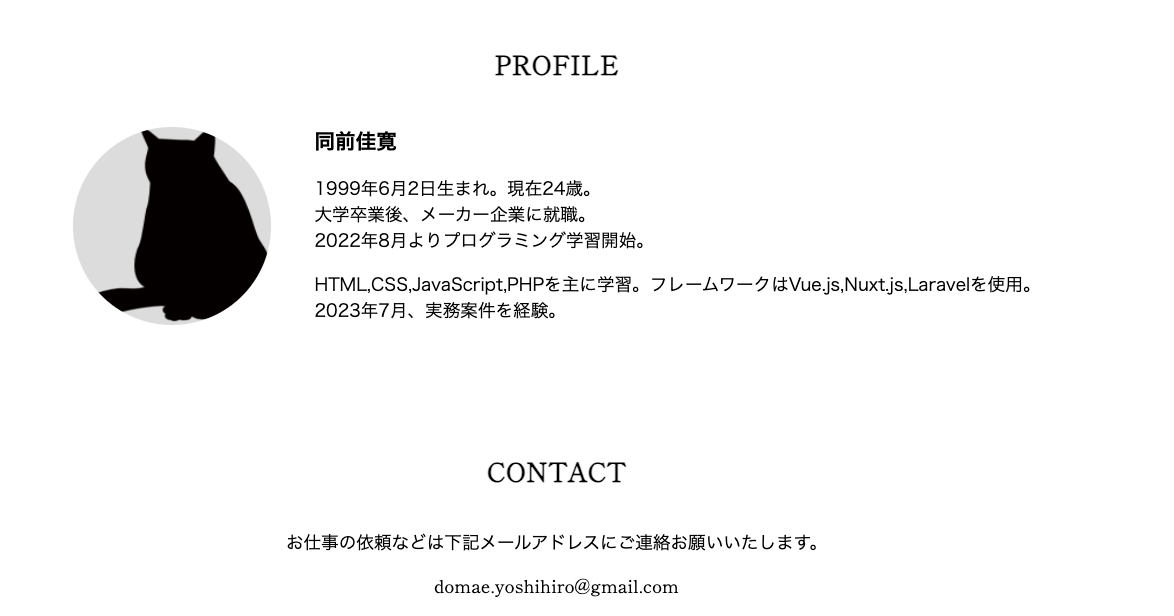 PROFILE
同前佳寛
1999年6月2日生まれ。現在24歳。
大学卒業後、メーカー企業に就職。
2022年8月よりプログラミング学習開始。
HTML,CSS,JavaScript,PHPを主に学習。フレームワークはVue.js,Nuxt.js,Laravelを使用。
2023年7月、実務案件を経験。
CONTACT
お仕事の依頼などは下記メールアドレスにご連絡お願いいたします。
domae.yoshihiro@gmail.com